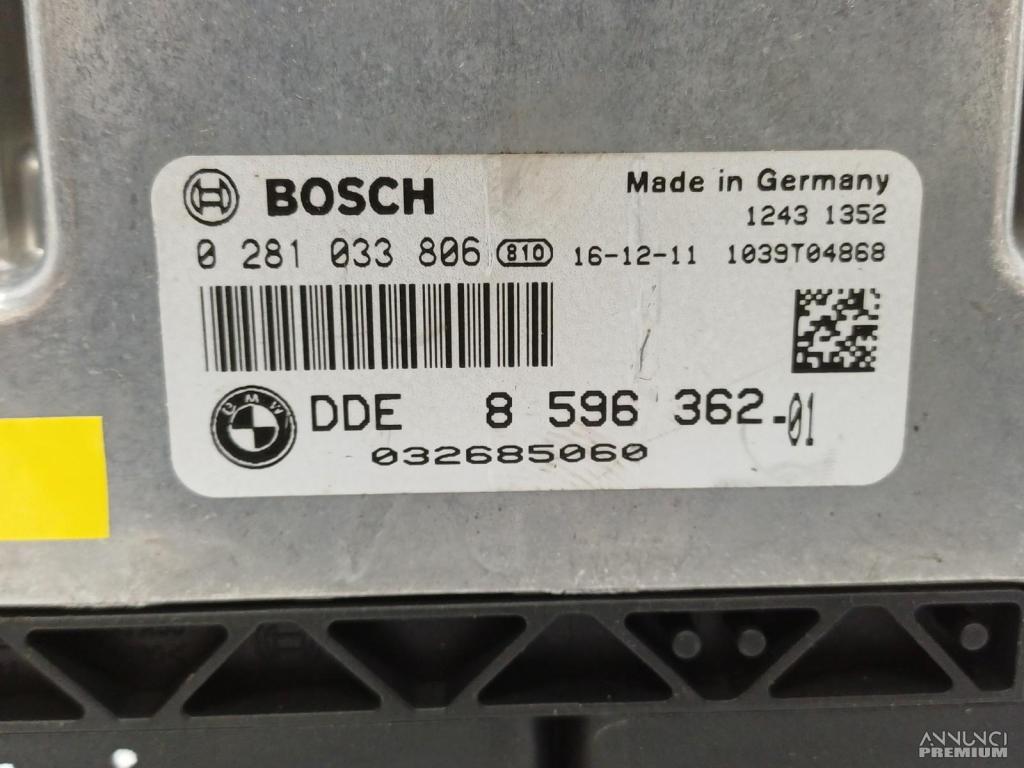 BOSCH
Made in Germany
1243 1352
0 281 033 806 810 16-12-11 1039T04868
BMW
DDE 8 596 362-01
032685060
ANNUNCI
PREMIUM